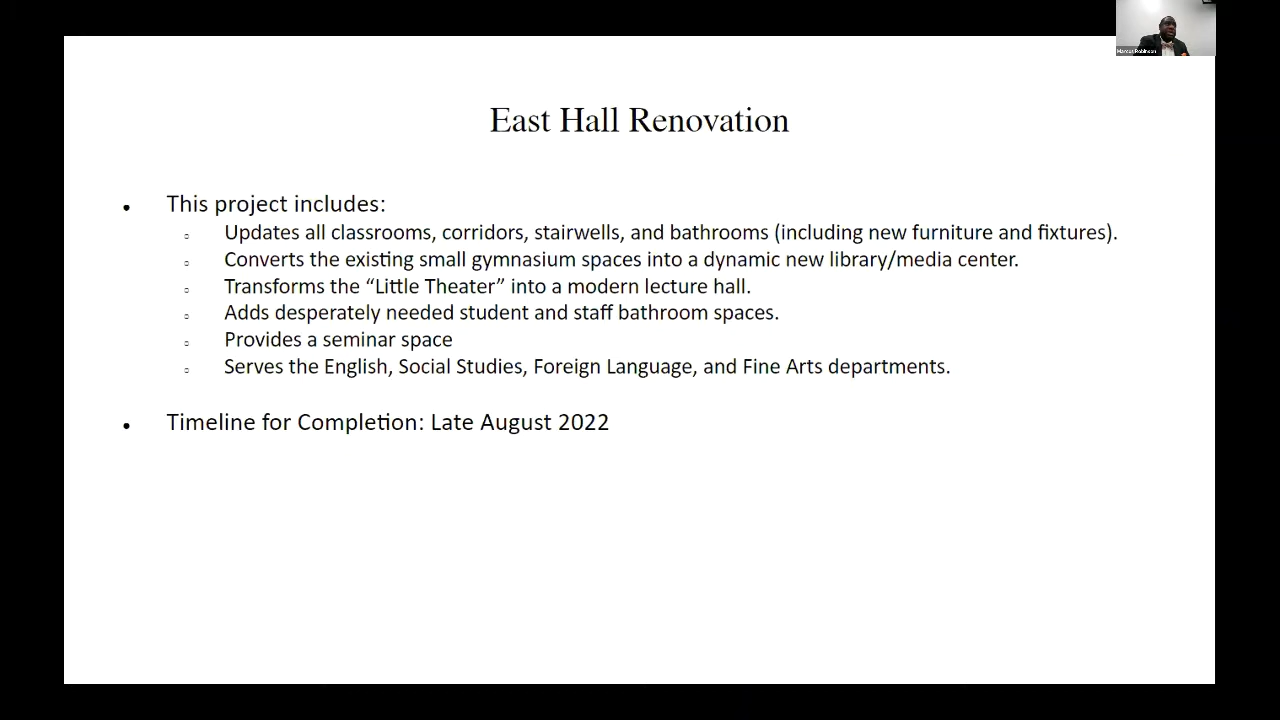 Marcus Robinson
East Hall Renovation
This project includes:
Updates all classrooms, corridors, stairwells, and bathrooms (including new furniture and fixtures).
Converts the existing small gymnasium spaces into a dynamic new library/media center.
Transforms the “Little Theater” into a modern lecture hall.
Adds desperately needed student and staff bathroom spaces.
Provides a seminar space
Serves the English, Social Studies, Foreign Language, and Fine Arts departments.
Timeline for Completion: Late August 2022